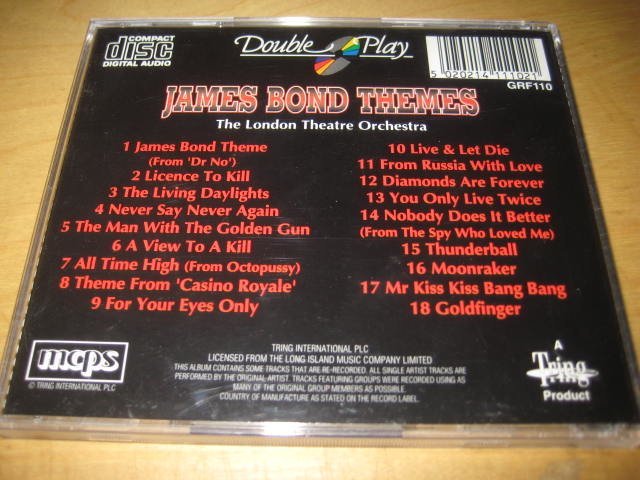 COMPACT
disc
DIGITAL AUDIO
Double Play
5 020214 111021
GRF110
JAMES BOND THEMES
The London Theatre Orchestra
1 James Bond Theme
(From 'Dr No')
2 Licence To Kill
3 The Living Daylights
4 Never Say Never Again
5 The Man With The Golden Gun
6 A View To A Kill
7 All Time High (From Octopussy)
8 Theme From 'Casino Royale'
9 For Your Eyes Only
10 Live & Let Die
11 From Russia With Love
12 Diamonds Are Forever
13 You Only Live Twice
14 Nobody Does It Better
(From The Spy Who Loved Me)
15 Thunderball
16 Moonraker
17 Mr Kiss Kiss Bang Bang
18 Goldfinger
mcps
© TRING INTERNATIONAL PLC
TRING INTERNATIONAL PLC
LICENSED FROM THE LONG ISLAND MUSIC COMPANY LIMITED
THIS ALBUM CONTAINS SOME TRACKS THAT ARE RE-RECORDED. ALL SINGLE ARTIST TRACKS ARE
PERFORMED BY THE ORIGINAL ARTIST. TRACKS FEATURING GROUPS WERE RECORDED USING AS
MANY OF THE ORIGINAL GROUP MEMBERS AS POSSIBLE.
COUNTRY OF MANUFACTURE AS STATED ON THE RECORD LABEL.
A
Tring
Product